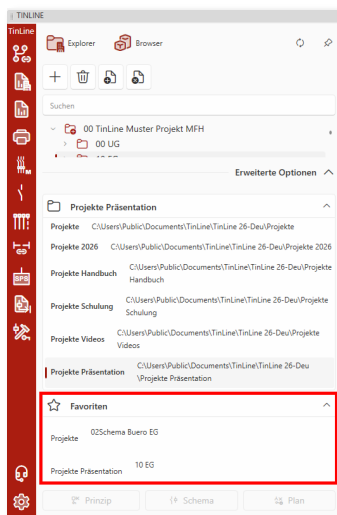 TINLINE
TinLine
Explorer Browser
Suchen
00 TinLine Muster Projekt MFH
00 UG
Erweiterte Optionen
Projekte Präsentation
Projekte C:\Users\Public\Documents\TinLine\TinLine 26-Deu\Projekte
Projekte 2026 C:\Users\Public\Documents\TinLine\TinLine 26-Deu\Projekte 2026
Projekte Handbuch C:\Users\Public\Documents\TinLine\TinLine 26-Deu\Projekte
Handbuch
Projekte Schulung C:\Users\Public\Documents\TinLine\TinLine 26-Deu\Projekte
Schulung
Projekte Videos C:\Users\Public\Documents\TinLine\TinLine 26-Deu\Projekte
Videos
Projekte Präsentation C:\Users\Public\Documents\TinLine\TinLine 26-Deu
\Projekte Präsentation
Favoriten
Projekte 02Schema Buero EG
Projekte Präsentation 10 EG
Prinzip Schema Plan
M
SPS